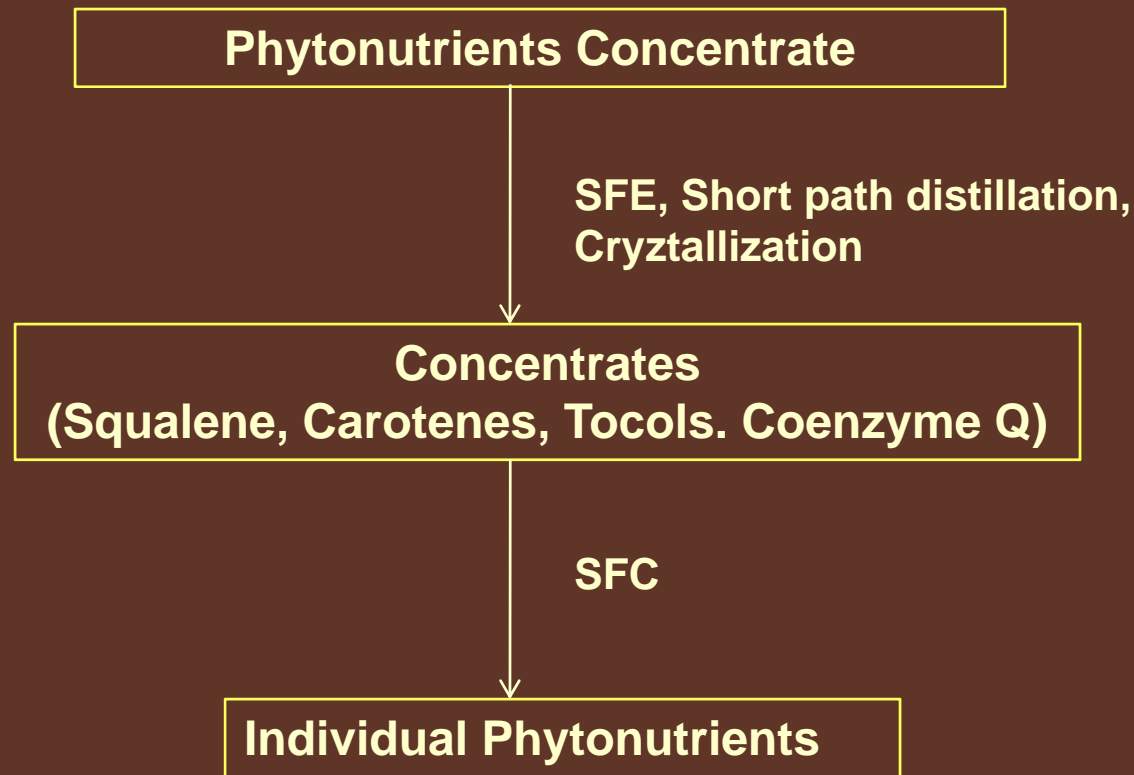 Phytonutrients Concentrate
SFE, Short path distillation,
Cryztallization
Concentrates
(Squalene, Carotenes, Tocols. Coenzyme Q)
SFC
Individual Phytonutrients